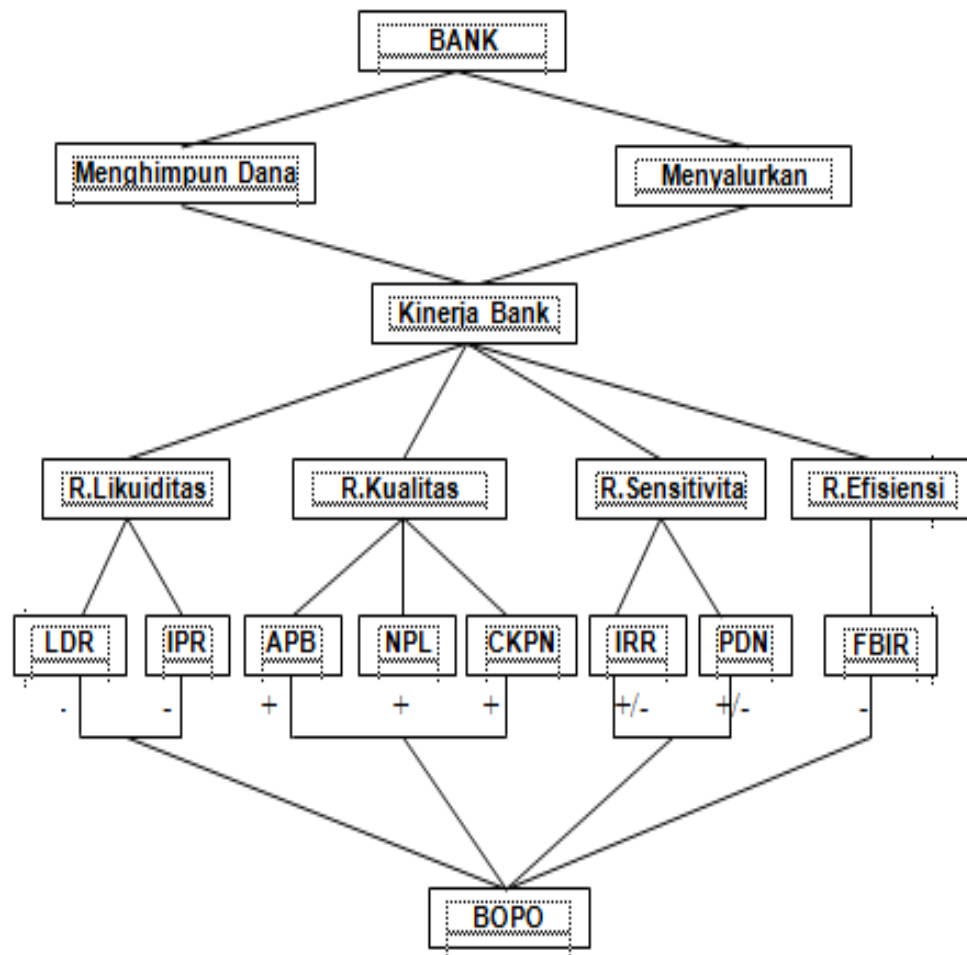 BANK
Menghimpun Dana
Menyalurkan
Kinerja Bank
R.Likuiditas
R.Kualitas
R.Sensitivita
R.Efisiensi
LDR
IPR
APB
NPL
CKPN
IRR
PDN
FBIR
-
-
+
+
+
+/-
+/-
-
BOPO